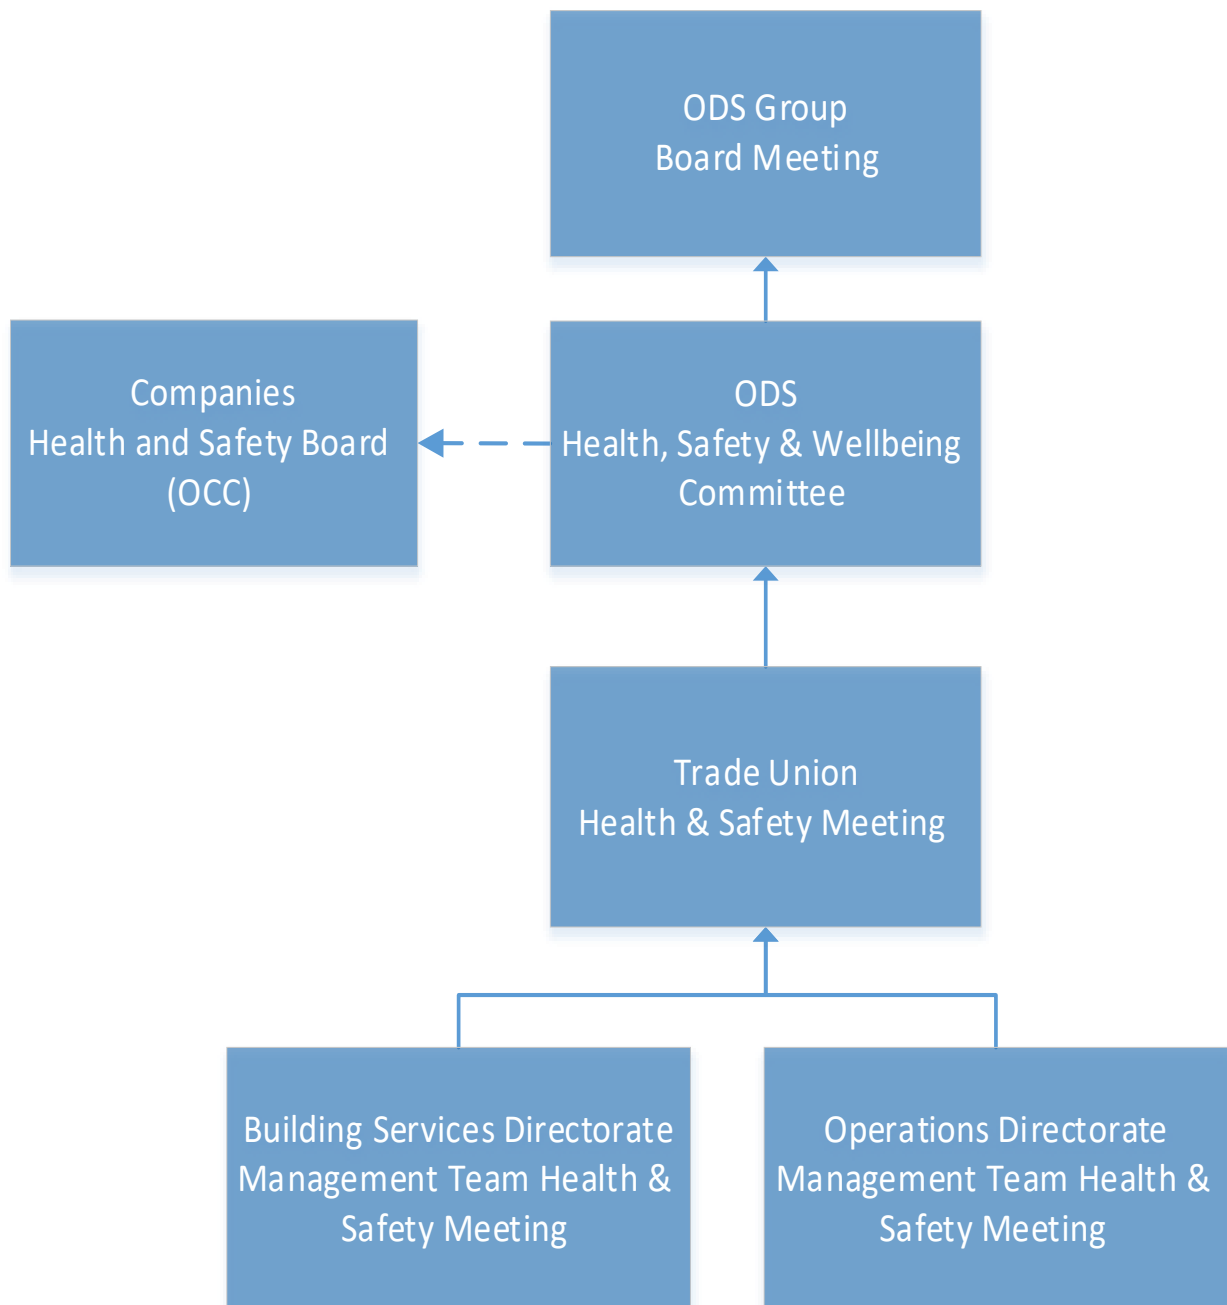 ODS Group
Board Meeting
Companies
Health and Safety Board
(OCC)
ODS
Health, Safety & Wellbeing
Committee
Trade Union
Health & Safety Meeting
Building Services Directorate
Management Team Health &
Safety Meeting
Operations Directorate
Management Team Health &
Safety Meeting